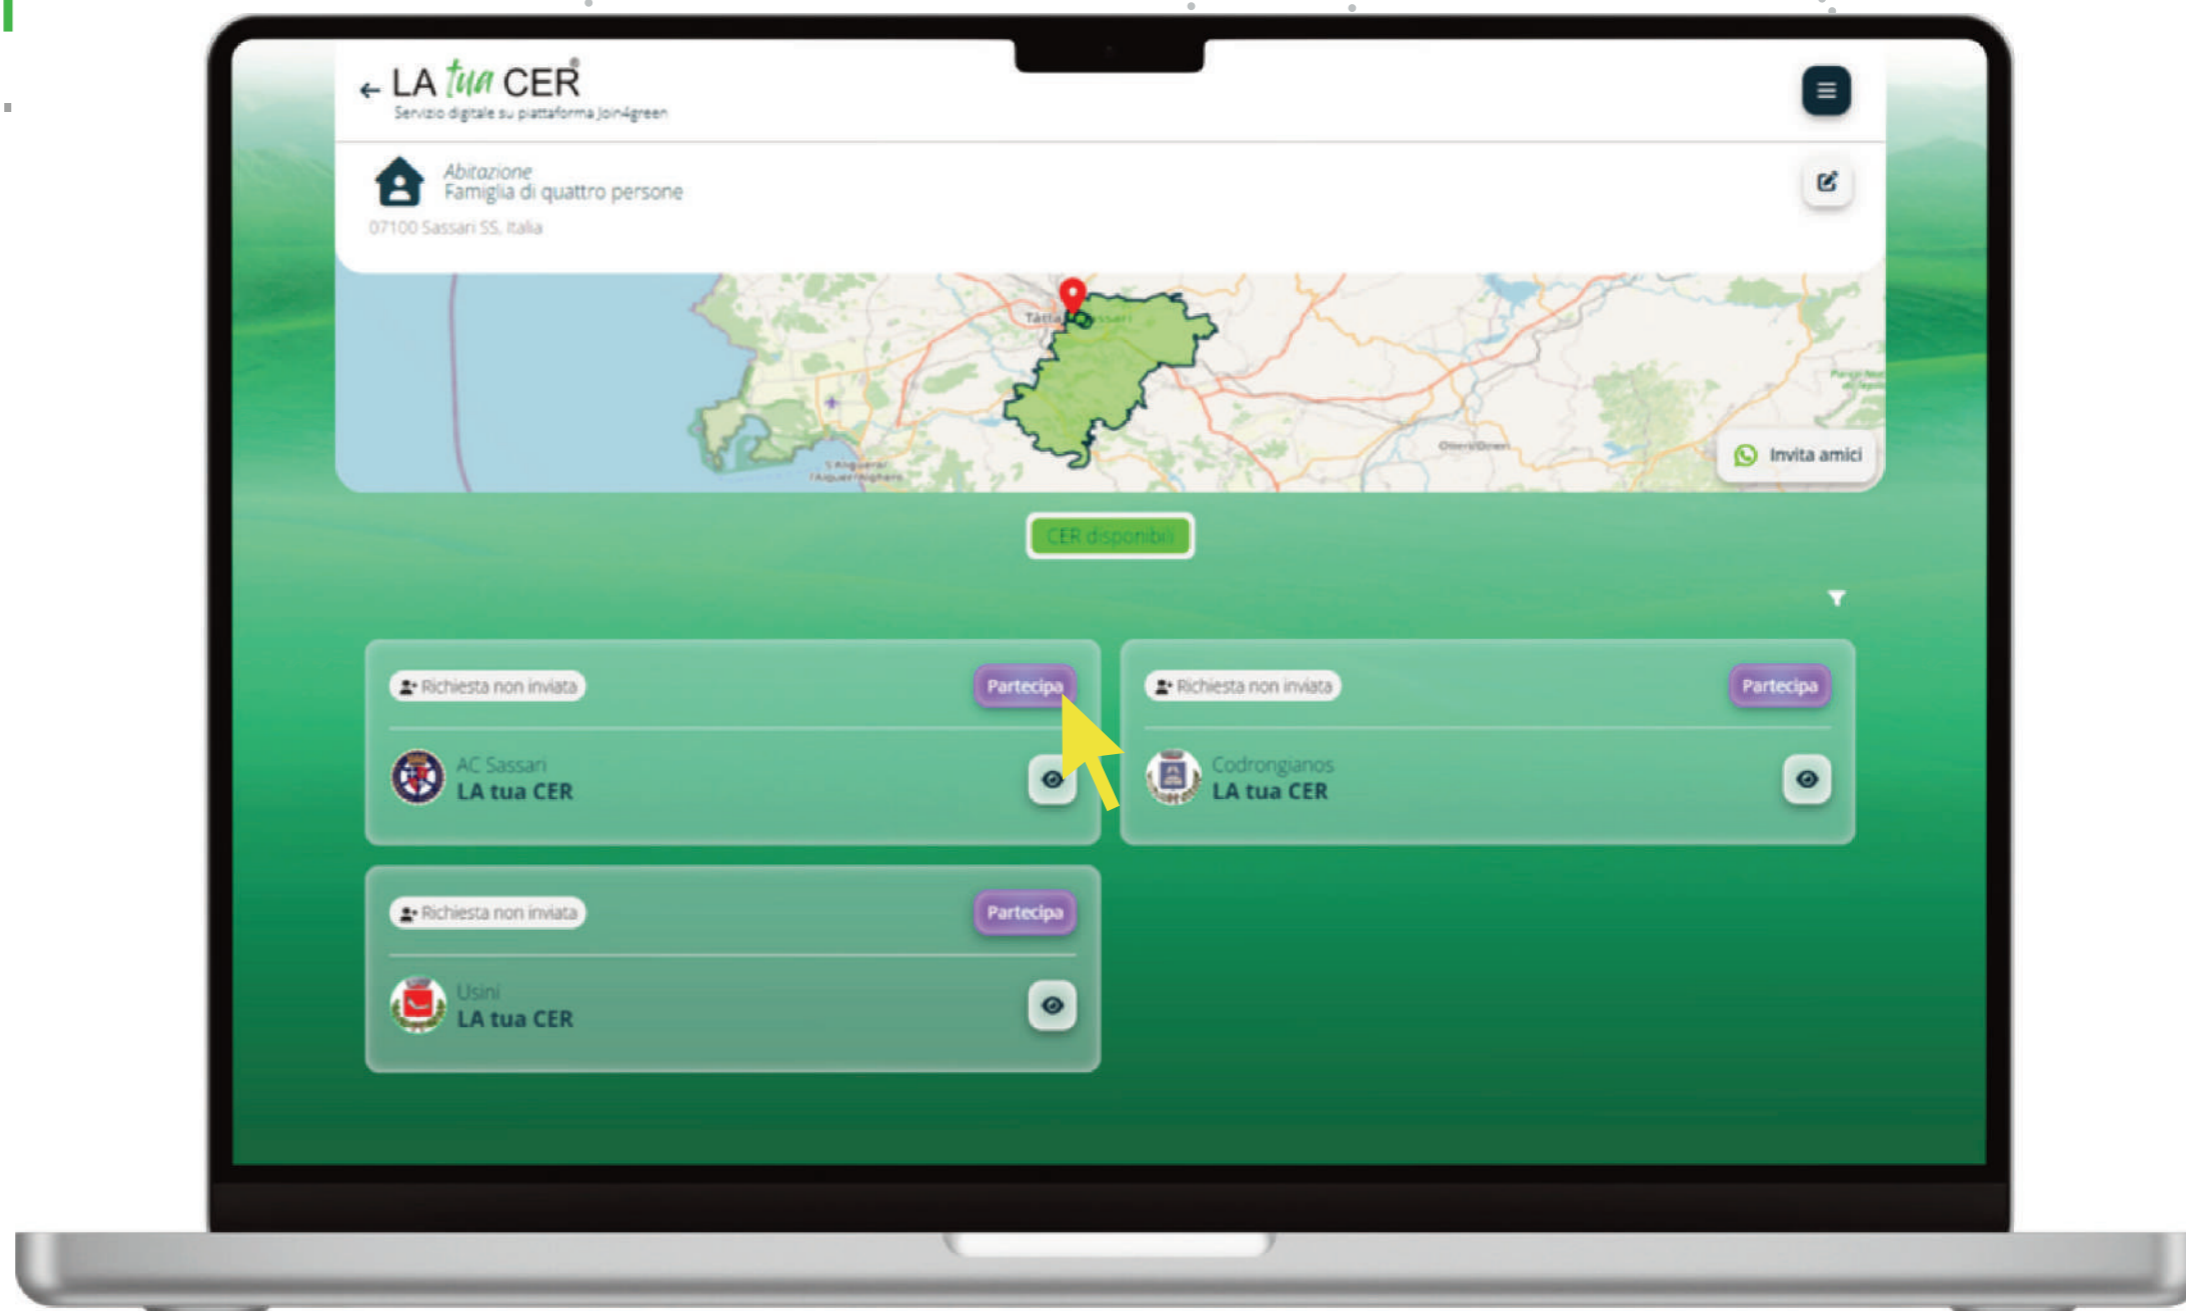 LA tua CER®
Servizio digitale su piattaforma Join4green
Abitazione
Famiglia di quattro persone
07100 Sassari SS, Italia
Invita amici
CER disponibili
Richiesta non inviata
Partecipa
AC Sassari
LA tua CER
Richiesta non inviata
Partecipa
Codrongianos
LA tua CER
Richiesta non inviata
Partecipa
Usini
LA tua CER